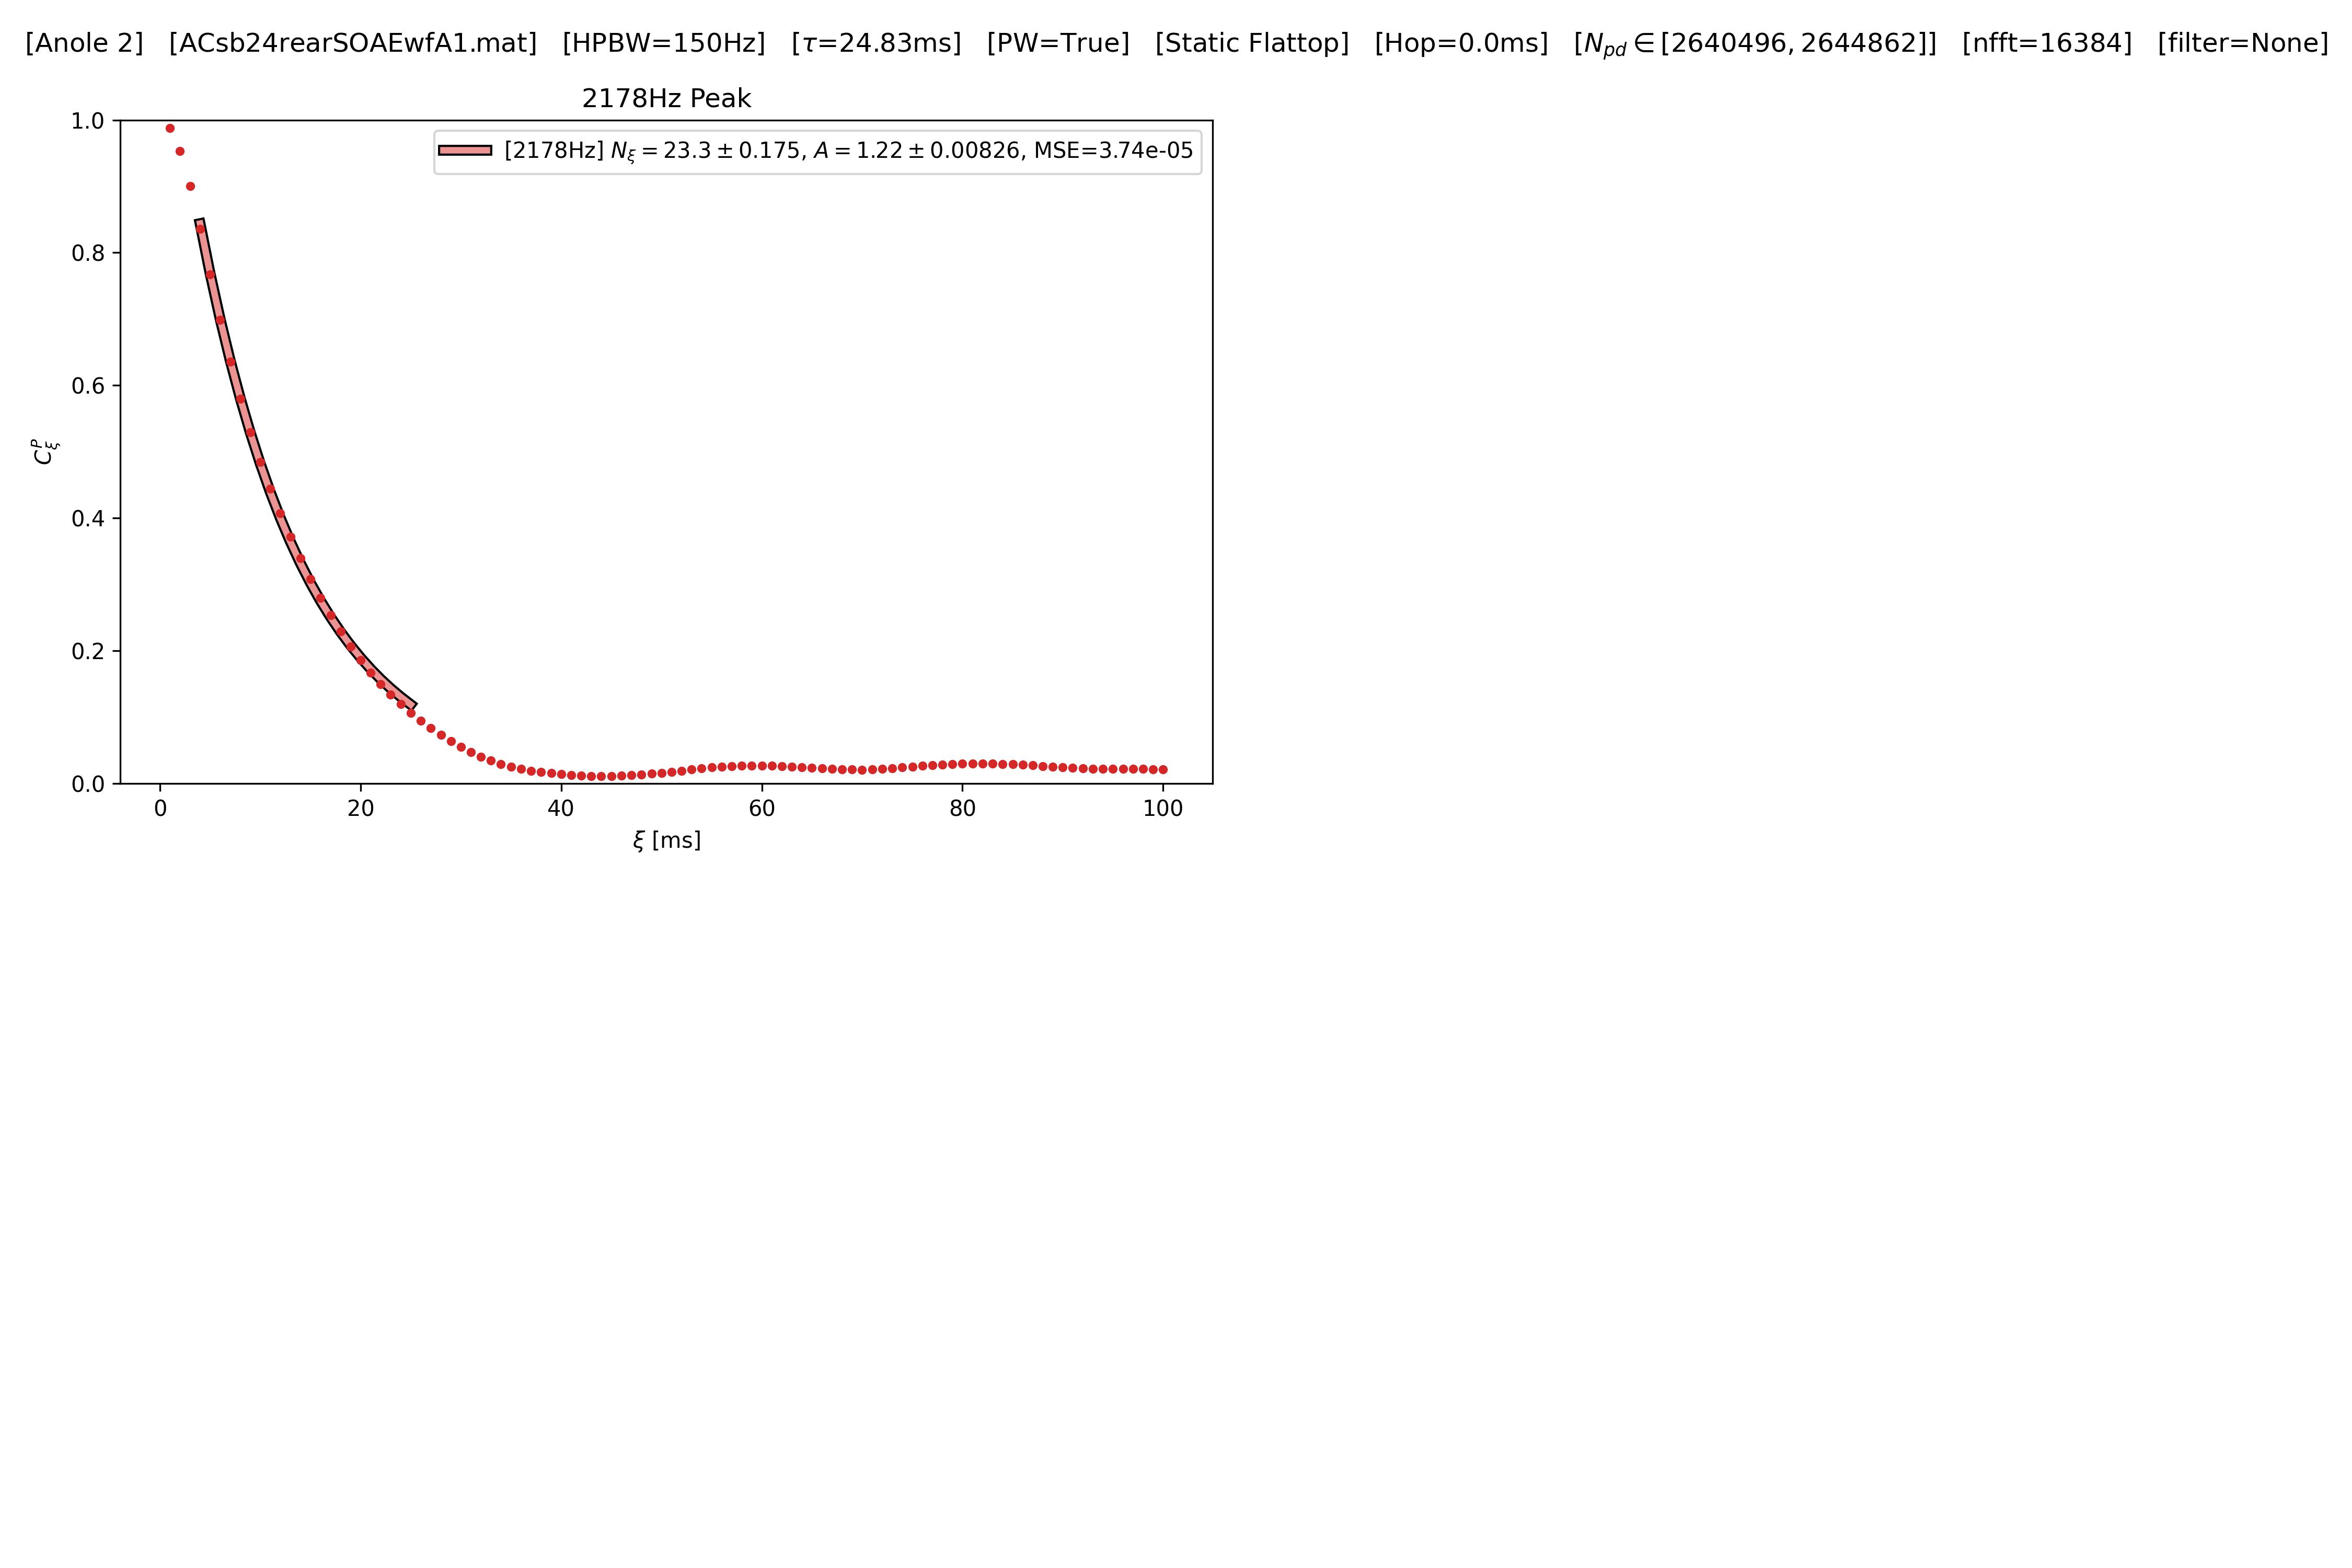 [Anole 2] [ACsb24rearSOAEwfA1.mat] [HPBW=150Hz] [τ=24.83ms] [PW=True] [Static Flattop] [Hop=0.0ms] [N_pd ∈ [2640496, 2644862]] [nfft=16384] [filter=None]
2178Hz Peak
[2178Hz] N_ξ = 23.3 ± 0.175, A = 1.22 ± 0.00826, MSE=3.74e-05
1.0
0.8
0.6
0.4
0.2
0.0
C_ξ^P
0 20 40 60 80 100
ξ [ms]